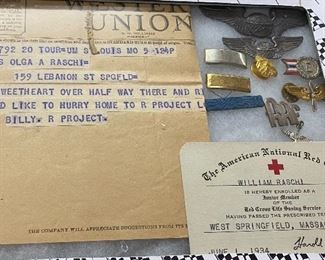 WESTERN
UNION
792 20 TOUR=UM S LOUIS MO 5 124P
S OLGA A RASCHI=
159 LEBANON ST SPGFLD=
WEETHEART OVER HALF WAY THERE AND R
D LIKE TO HURRY HOME TO R PROJECT L
BILLY= R PROJECT=
THE COMPANY WILL APPRECIATE SUGGESTIONS FROM ITS
The American National Red
WILLIAM RASCHI
IS HEREBY ENROLLED AS A
Junior Member
OF THE
Red Cross Life Saving Service
HAVING PASSED THE PRESCRIBED TE
WEST SPRINGFIELD, MASSA
JUNE 1, 1934
Harold